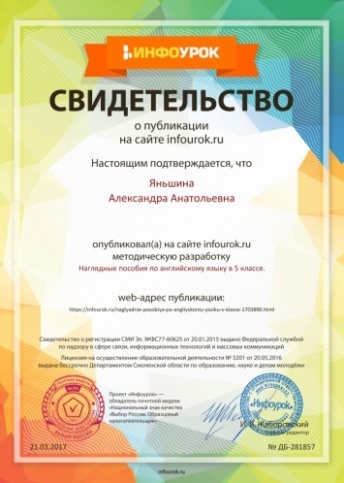 ИНФОУРОК
СВИДЕТЕЛЬСТВО
о публикации
на сайте infourok.ru
Настоящим подтверждается, что
Яньшина
Александра Анатольевна
опубликовал(а) на сайте infourok.ru
методическую разработку
Наглядные пособия по английскому языку в 5 классе.
web-адрес публикации:
https://infourok.ru/naglyadnie-posobiya-po-angliyskomu-yaziku-v-klasse-1703880.html
Свидетельство о регистрации СМИ Эл. №ФС77-60625 от 20.01.2015 выдано Федеральной службой
по надзору в сфере связи, информационных технологий и массовых коммуникаций
Лицензия на осуществление образовательной деятельности № 5201 от 20.05.2016
выдана бессрочно Департаментом Смоленской области по образованию, науке и делам молодёжи
Проект «Инфоурок» —
обладатель почетной медали
«Национальный знак качества
«Выбор России. Образцовый
налогоплательщик»
«Инфоурок»
И. В. Жаборовский
21.03.2017
№ ДБ-281857
infourok.ru